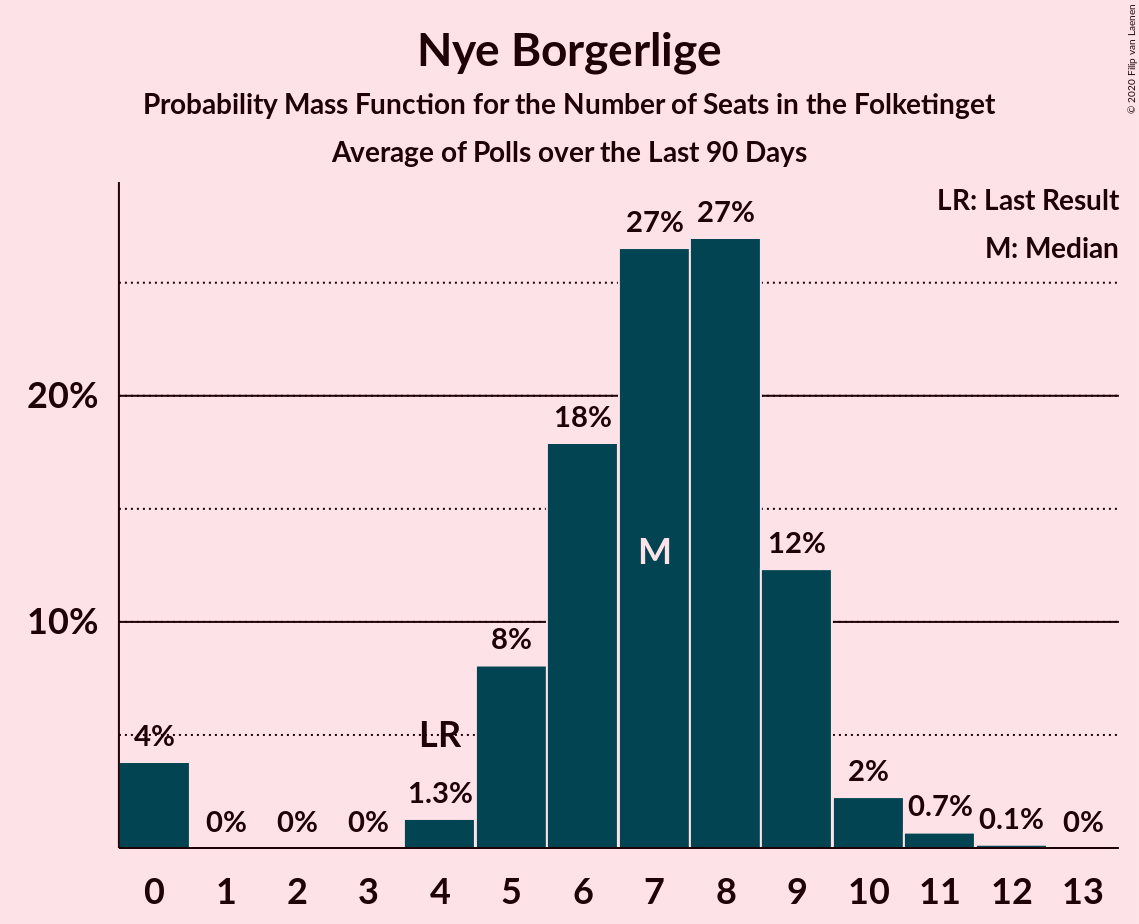 Nye Borgerlige
Probability Mass Function for the Number of Seats in the Folketinget
Average of Polls over the Last 90 Days
© 2020 Filip van Laenen
LR: Last Result
M: Median
20%
10%
4%
0%
0%
0%
LR
1.3%
8%
18%
27%
M
27%
12%
2%
0.7%
0.1%
0%
0 1 2 3 4 5 6 7 8 9 10 11 12 13